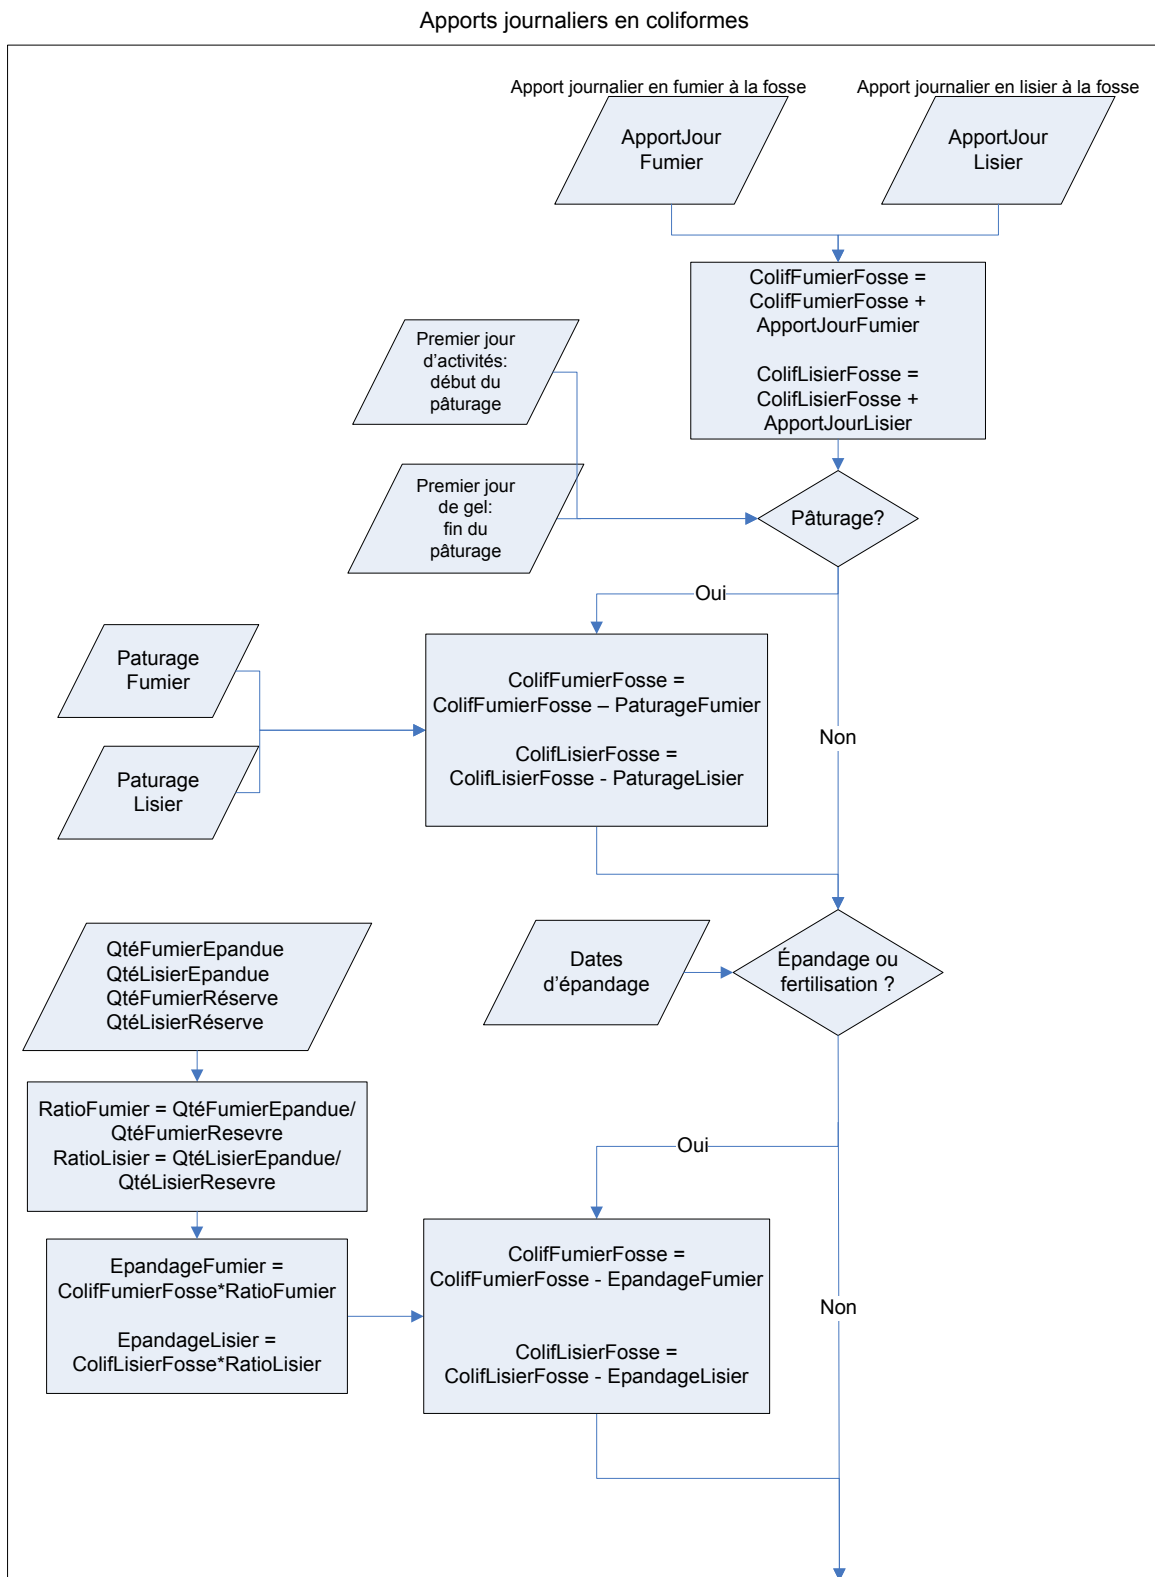 Apports journaliers en coliformes
Apport journalier en fumier à la fosse
Apport journalier en lisier à la fosse
ApportJour
Fumier
ApportJour
Lisier
ColifFumierFosse =
ColifFumierFosse +
ApportJourFumier
ColifLisierFosse =
ColifLisierFosse +
ApportJourLisier
Premier jour
d’activités:
début du
pâturage
Premier jour
de gel:
fin du
pâturage
Pâturage?
Oui
Non
Paturage
Fumier
Paturage
Lisier
ColifFumierFosse =
ColifFumierFosse – PaturageFumier
ColifLisierFosse =
ColifLisierFosse - PaturageLisier
Dates
d’épandage
Épandage ou
fertilisation ?
QtéFumierEpandue
QtéLisierEpandue
QtéFumierRéserve
QtéLisierRéserve
RatioFumier = QtéFumierEpandue/
QtéFumierResevre
RatioLisier = QtéLisierEpandue/
QtéLisierResevre
Oui
Non
EpandageFumier =
ColifFumierFosse*RatioFumier
EpandageLisier =
ColifLisierFosse*RatioLisier
ColifFumierFosse =
ColifFumierFosse - EpandageFumier
ColifLisierFosse =
ColifLisierFosse - EpandageLisier